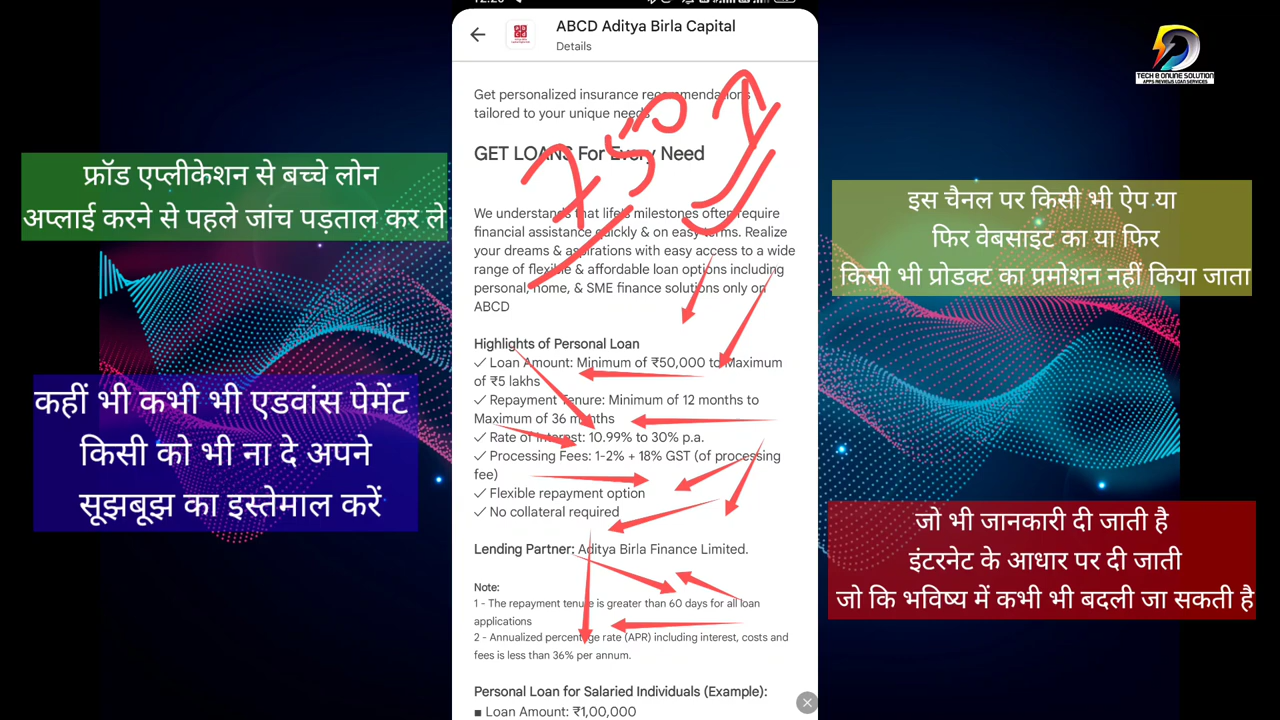 ABCD Aditya Birla Capital
Details
TECH & ONLINE SOLUTION
APPS REVIEWS LOAN SERVICES
फ्रॉड एप्लीकेशन से बच्चे लोन
अप्लाई करने से पहले जांच पड़ताल कर ले
कहीं भी कभी भी एडवांस पेमेंट
किसी को भी ना दे अपने
सूझबूझ का इस्तेमाल करें
Get personalized insurance recommendations
tailored to your unique needs
GET LOANS For Every Need
We understand that life's milestones often require
financial assistance quickly & on easy terms. Realize
your dreams & aspirations with easy access to a wide
range of flexible & affordable loan options including
personal, home, & SME finance solutions only on
ABCD
Highlights of Personal Loan
✓ Loan Amount: Minimum of ₹50,000 to Maximum
of ₹5 lakhs
✓ Repayment Tenure: Minimum of 12 months to
Maximum of 36 months
✓ Rate of Interest: 10.99% to 30% p.a.
✓ Processing Fees: 1-2% + 18% GST (of processing
fee)
✓ Flexible repayment option
✓ No collateral required
Lending Partner: Aditya Birla Finance Limited.
Note:
1 - The repayment tenure is greater than 60 days for all loan
applications
2 - Annualized percentage rate (APR) including interest, costs and
fees is less than 36% per annum.
Personal Loan for Salaried Individuals (Example):
■ Loan Amount: ₹1,00,000
इस चैनल पर किसी भी ऐप या
फिर वेबसाइट का या फिर
किसी भी प्रोडक्ट का प्रमोशन नहीं किया जाता
जो भी जानकारी दी जाती है
इंटरनेट के आधार पर दी जाती
जो कि भविष्य में कभी भी बदली जा सकती है